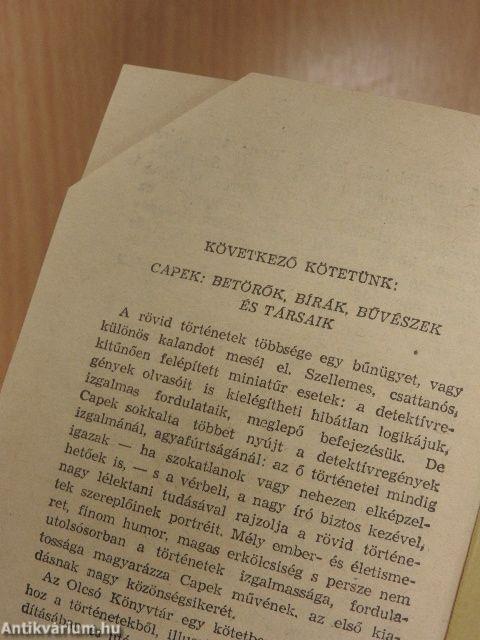 KÖVETKEZŐ KÖTETÜNK:
CAPEK: BETÖRŐK, BÍRÁK, BŰVÉSZEK
ÉS TÁRSAIK
A rövid történetek többsége egy bűnügyet, vagy
különös kalandot mesél el. Szellemes, csattanós,
kitűnően felépített miniatűr esetek: a detektívre-
gények olvasóit is kielégítheti hibátlan logikájuk,
izgalmas fordulataik, meglepő befejezésük. De
Capek sokkalta többet nyújt a detektívregények
izgalmánál, agyafúrtságánál: az ő történetei mindig
igazak — ha szokatlanok vagy nehezen elképzel-
hetőek is, — s a vérbeli, a nagy író biztos kezével,
nagy lélektani tudásával rajzolja a rövid történe-
tek szereplőinek portréit. Mély ember- és életisme-
ret, finom humor, magas erkölcsiség s persze nem
utolsósorban a történetek izgalmassága, fordula-
tossága magyarázza Capek művének, az első kia-
dásnak nagy közönségsikerét.
Az Olcsó Könyvtár egy kötetbe
hoz a történetekből,
dításában
Antikvárium.hu